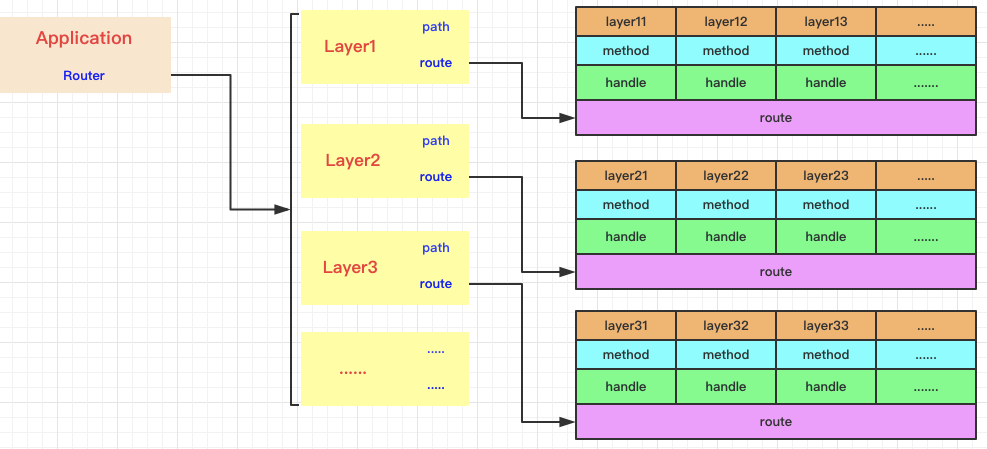 Application
Router
Layer1
path
route
Layer2
path
route
Layer3
path
route
......
.....
.....
layer11 layer12 layer13 .....
method method method ......
handle handle handle .......
route
layer21 layer22 layer23 .....
method method method ......
handle handle handle .......
route
layer31 layer32 layer33 .....
method method method ......
handle handle handle .......
route